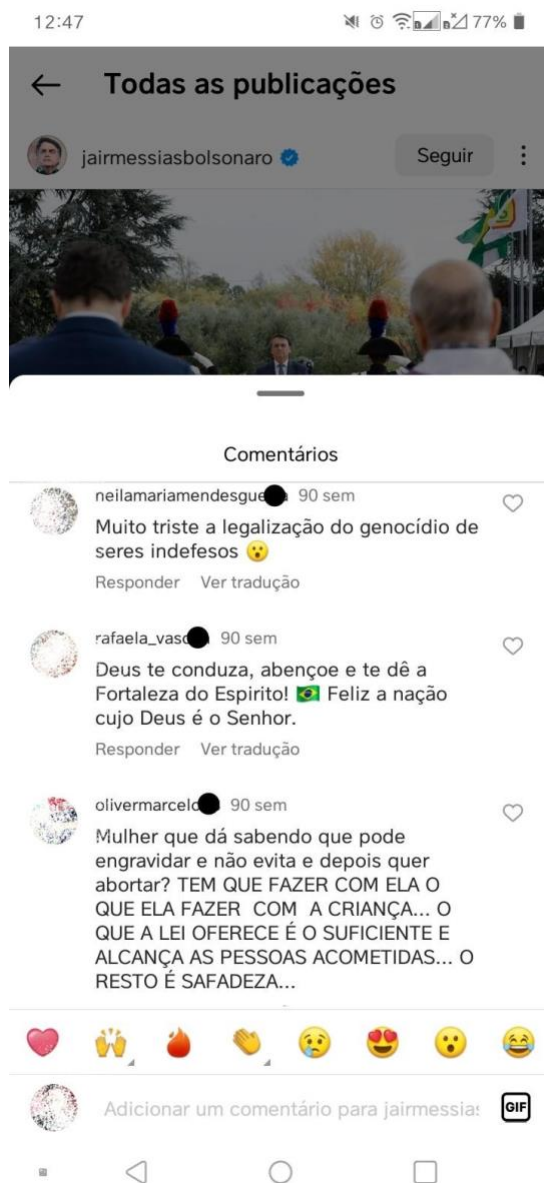 12:47
77%
Todas as publicações
jairmessiasbolsonaro
Seguir
Comentários
90 sem
Muito triste a legalização do genocídio de
seres indefesos 😮
Responder Ver tradução
90 sem
Deus te conduza, abençoe e te dê a
Fortaleza do Espirito! 🇧🇷 Feliz a nação
cujo Deus é o Senhor.
Responder Ver tradução
90 sem
Mulher que dá sabendo que pode
engravidar e não evita e depois quer
abortar? TEM QUE FAZER COM ELA O
QUE ELA FAZER COM A CRIANÇA... O
QUE A LEI OFERECE É O SUFICIENTE E
ALCANÇA AS PESSOAS ACOMETIDAS... O
RESTO É SAFADEZA...
Adicionar um comentário para jairmessias
GIF